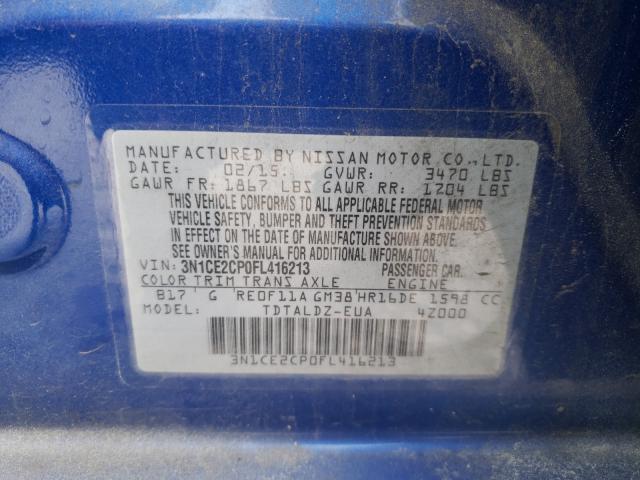 MANUFACTURED BY NISSAN MOTOR CO.,LTD.
DATE: 02/15. GVWR: 3470 LBS
GAWR FR: 1867 LBS GAWR RR: 1704 LBS
THIS VEHICLE CONFORMS TO ALL APPLICABLE FEDERAL MOTOR
VEHICLE SAFETY, BUMPER AND THEFT PREVENTION STANDARDS
IN EFFECT ON THE DATE OF MANUFACTURE SHOWN ABOVE.
SEE OWNER'S MANUAL FOR ADDITIONAL INFORMATION.
VIN: 3N1CE2CP0FL416213 PASSENGER CAR.
COLOR TRIM TRANS AXLE ENGINE
B17 G RE0F11A GM38 HR16DE 1598 CC
MODEL: TDTALDZ-EUA 4Z000
3N1CE2CP0FL416213